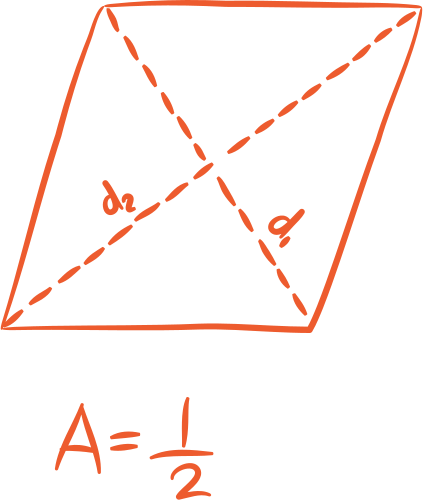 d2
d1
A = 1/2